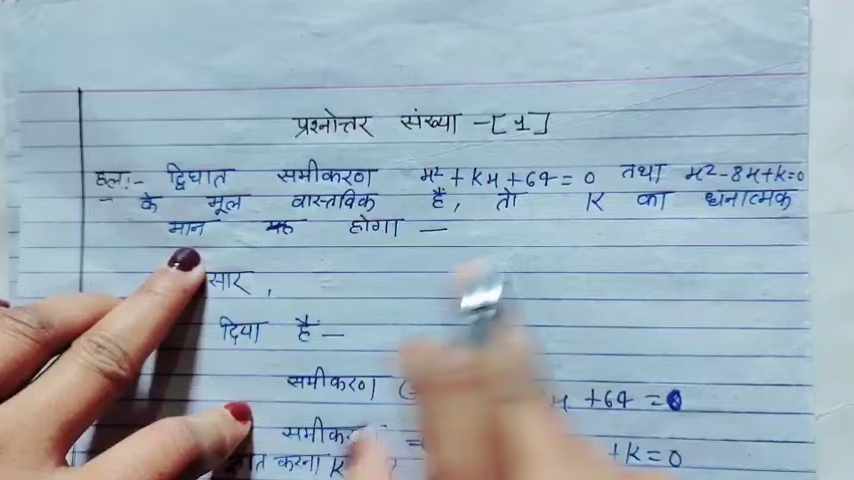 प्रश्नोत्तर संख्या -[1]
हल:- द्विघात समीकरण x² + Kx + 64 = 0 तथा x² - 8x + K = 0
के मूल वास्तविक हैं, तो K का धनात्मक
मान होगा —
सार,
दिया है —
समीकरण + 64 = 0
समीक + K = 0
करना K